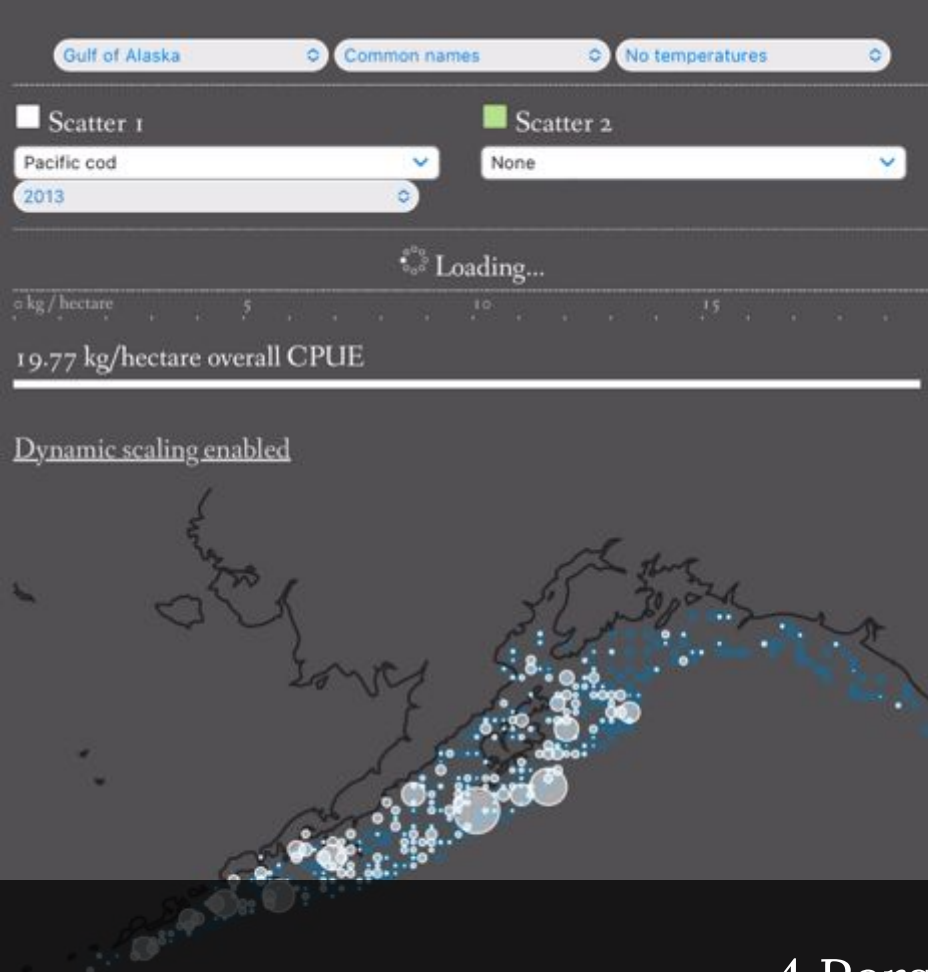 Gulf of Alaska Common names No temperatures
Scatter 1 Scatter 2
Pacific cod None
2013
Loading...
0 kg / hectare 5 10 15
19.77 kg/hectare overall CPUE
Dynamic scaling enabled